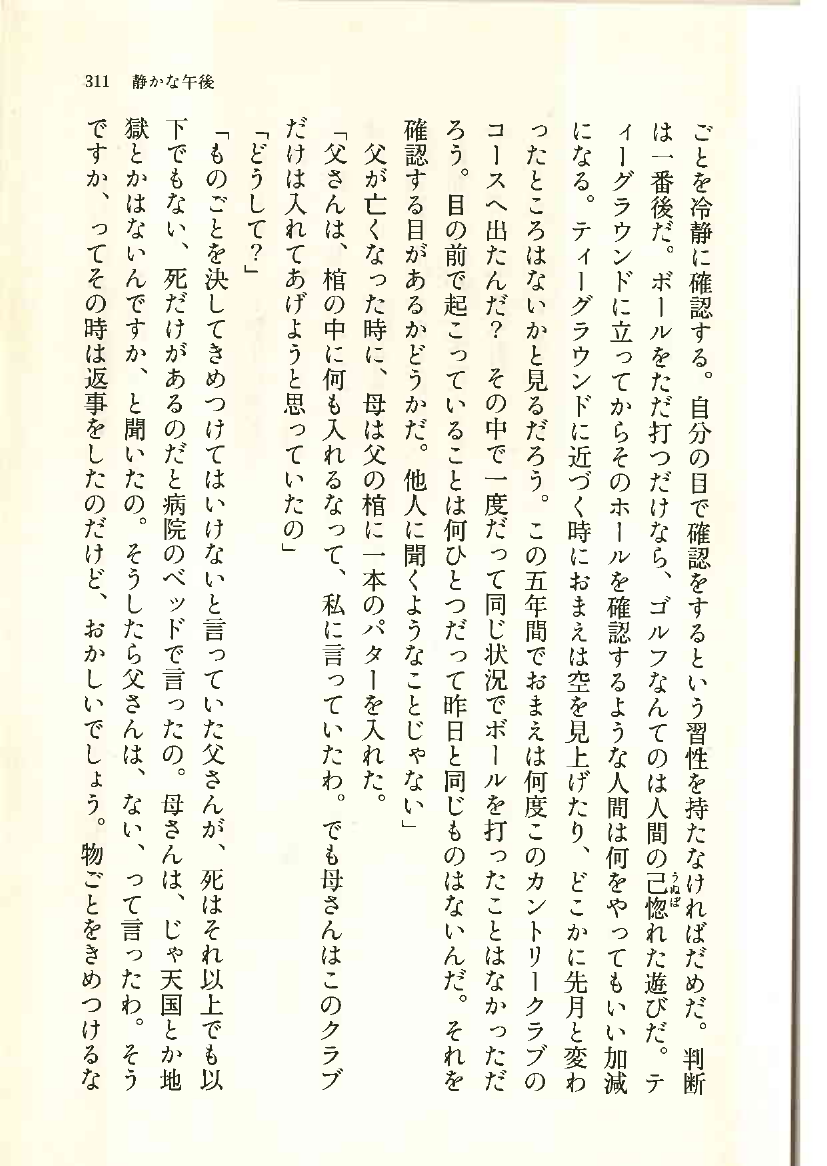 311　静かな午後
ごとを冷静に確認する。自分の目で確認をするという習性を持たなければだめだ。判断
は一番後だ。ボールをただ打つだけなら、ゴルフなんてのは人間の己惚れた遊びだ。テ
うぬぼ
ィーグラウンドに立ってからそのホールを確認するような人間は何をやってもいい加減
になる。ティーグラウンドに近づく時におまえは空を見上げたり、どこかに先月と変わ
ったところはないかと見るだろう。この五年間でおまえは何度このカントリークラブの
コースへ出たんだ？　その中で一度だって同じ状況でボールを打ったことはなかっただ
ろう。目の前で起こっていることは何ひとつだって昨日と同じものはないんだ。それを
確認する目があるかどうかだ。他人に聞くようなことじゃない」
　父が亡くなった時に、母は父の棺に一本のパターを入れた。
「父さんは、棺の中に何も入れるなって、私に言っていたわ。でも母さんはこのクラブ
だけは入れてあげようと思っていたの」
「どうして？」
「ものごとを決してきめつけてはいけないと言っていた父さんが、死はそれ以上でも以
下でもない、死だけがあるのだと病院のベッドで言ったの。母さんは、じゃ天国とか地
獄とかはないんですか、と聞いたの。そうしたら父さんは、ない、って言ったわ。そう
ですか、ってその時は返事をしたのだけど、おかしいでしょう。物ごとをきめつけるな